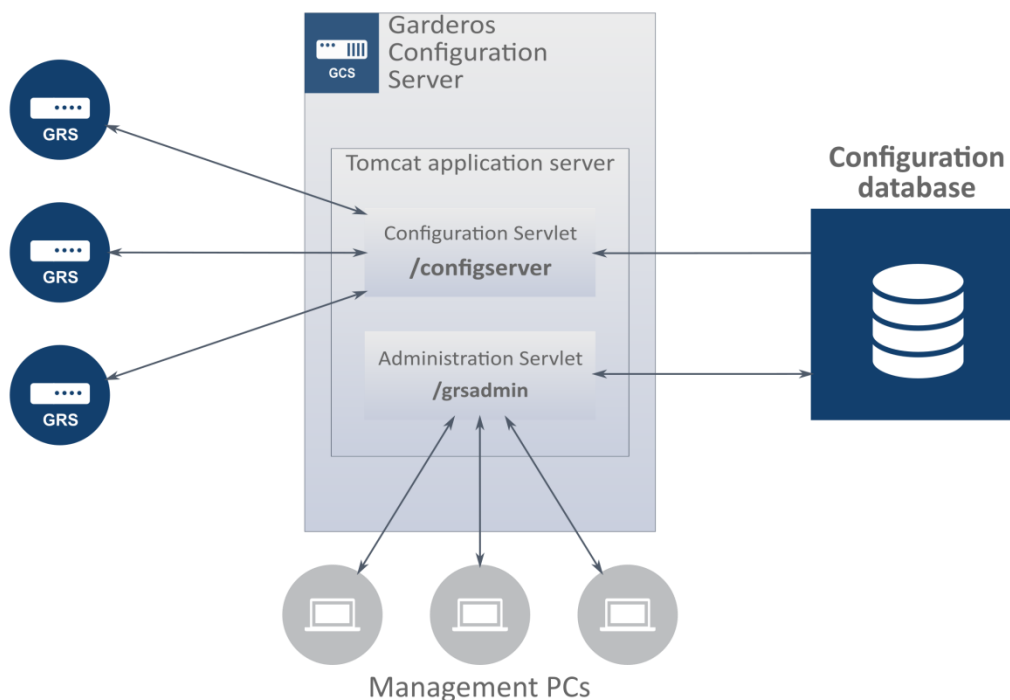 Garderos
Configuration
Server
GCS
GRS
GRS
GRS
Tomcat application server
Configuration Servlet
/configserver
Administration Servlet
/grsadmin
Configuration
database
Management PCs